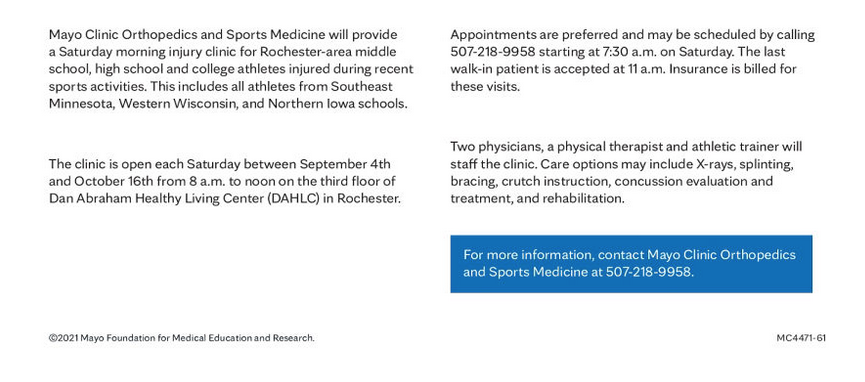 Mayo Clinic Orthopedics and Sports Medicine will provide
a Saturday morning injury clinic for Rochester-area middle
school, high school and college athletes injured during recent
sports activities. This includes all athletes from Southeast
Minnesota, Western Wisconsin, and Northern Iowa schools.
The clinic is open each Saturday between September 4th
and October 16th from 8 a.m. to noon on the third floor of
Dan Abraham Healthy Living Center (DAHLC) in Rochester.
Appointments are preferred and may be scheduled by calling
507-218-9958 starting at 7:30 a.m. on Saturday. The last
walk-in patient is accepted at 11 a.m. Insurance is billed for
these visits.
Two physicians, a physical therapist and athletic trainer will
staff the clinic. Care options may include X-rays, splinting,
bracing, crutch instruction, concussion evaluation and
treatment, and rehabilitation.
For more information, contact Mayo Clinic Orthopedics
and Sports Medicine at 507-218-9958.
©2021 Mayo Foundation for Medical Education and Research.
MC4471-61